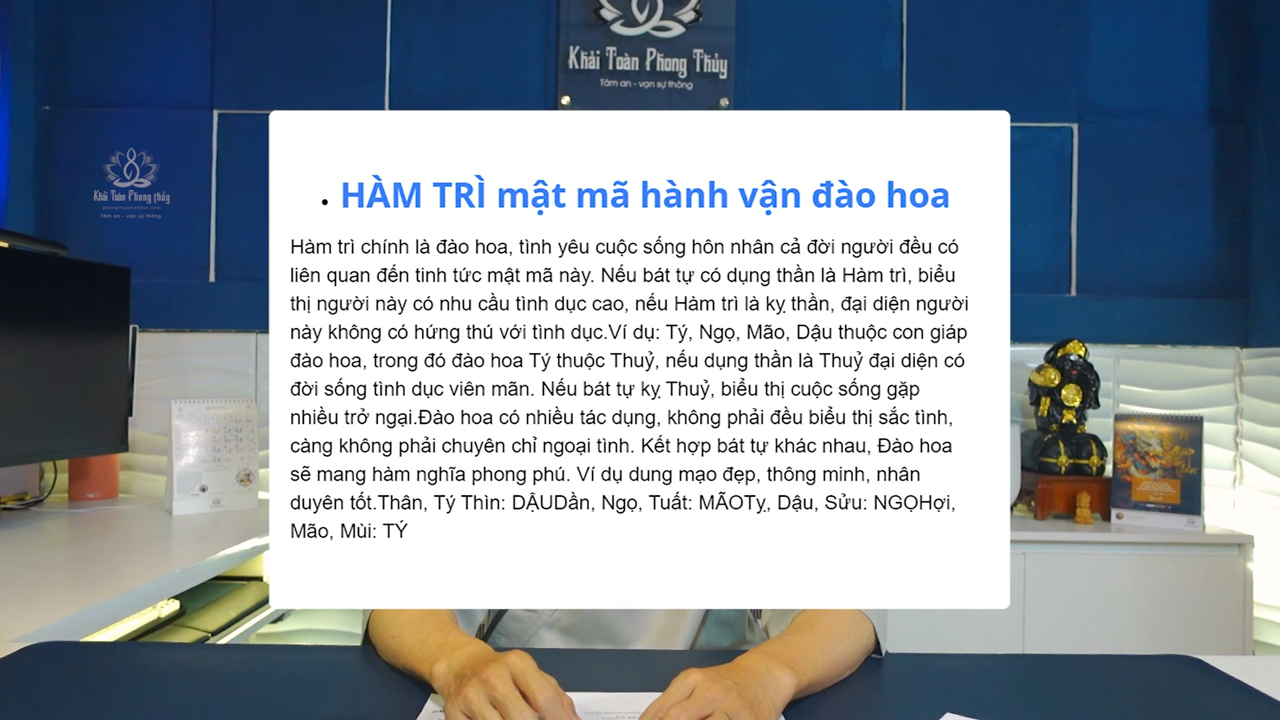 Khải Toàn Phong Thủy
Tâm an - vạn sự thông
Khải Toàn Phong thủy
Tâm an - vạn sự thông
• HÀM TRÌ mật mã hành vận đào hoa
Hàm trì chính là đào hoa, tình yêu cuộc sống hôn nhân cả đời người đều có
liên quan đến tinh tức mật mã này. Nếu bát tự có dụng thần là Hàm trì, biểu
thị người này có nhu cầu tình dục cao, nếu Hàm trì là kỵ thần, đại diện người
này không có hứng thú với tình dục.Ví dụ: Tý, Ngọ, Mão, Dậu thuộc con giáp
đào hoa, trong đó đào hoa Tý thuộc Thuỷ, nếu dụng thần là Thuỷ đại diện có
đời sống tình dục viên mãn. Nếu bát tự kỵ Thuỷ, biểu thị cuộc sống gặp
nhiều trở ngại.Đào hoa có nhiều tác dụng, không phải đều biểu thị sắc tình,
càng không phải chuyên chỉ ngoại tình. Kết hợp bát tự khác nhau, Đào hoa
sẽ mang hàm nghĩa phong phú. Ví dụ dung mạo đẹp, thông minh, nhân
duyên tốt.Thân, Tý Thìn: DẬUDần, Ngọ, Tuất: MÃOTỵ, Dậu, Sửu: NGỌHợi,
Mão, Mùi: TÝ